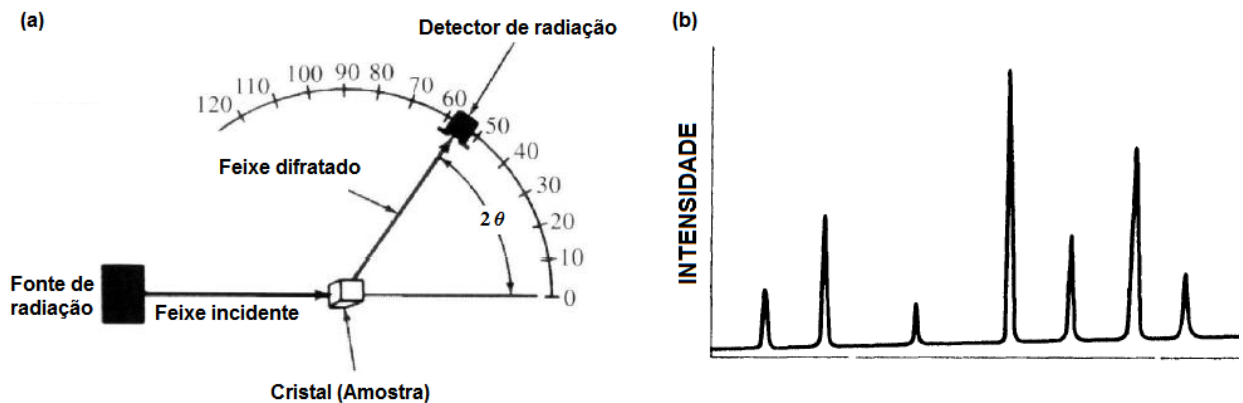 (a)
Detector de radiação
120
110
100
90
80
70
60
50
40
30
20
10
0
Feixe difratado
2θ
Fonte de
radiação
Feixe incidente
Cristal (Amostra)
(b)
INTENSIDADE